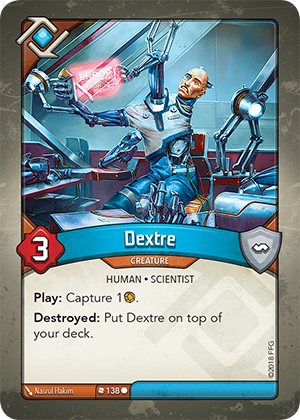 3
Dextre
CREATURE
HUMAN • SCIENTIST
Play: Capture 1.
Destroyed: Put Dextre on top of
your deck.
Nasrul Hakim
138
©2018 FFG